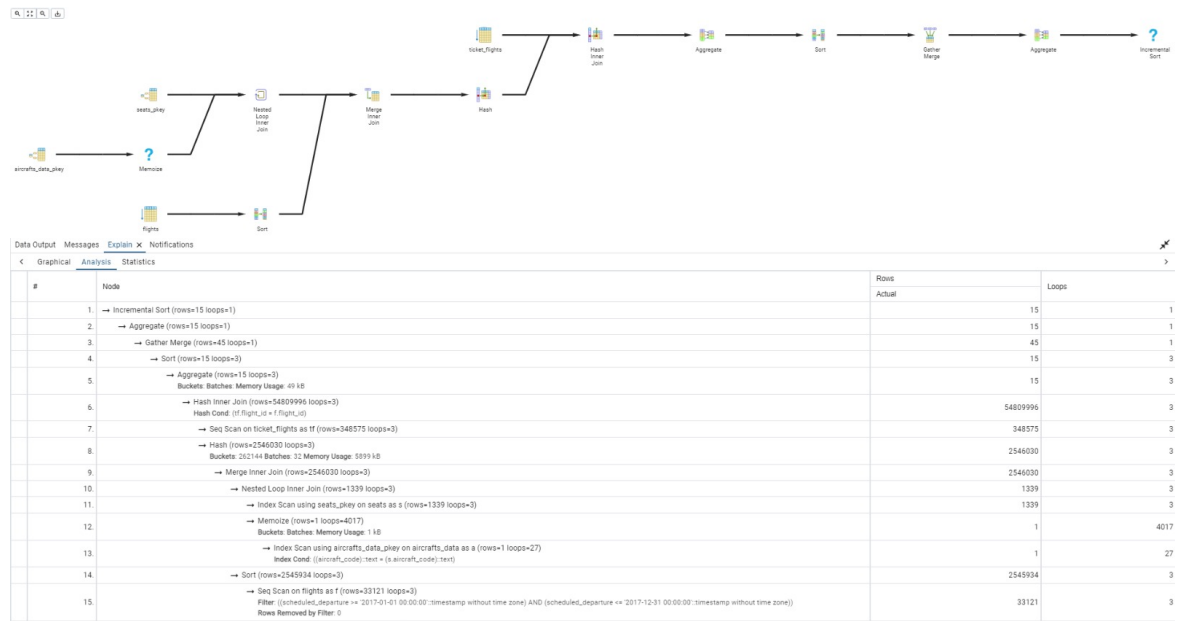 ticket_flights
Hash
Inner
Join
Aggregate
Sort
Gather
Merge
Aggregate
Incremental
Sort
seats_pkey
Nested
Loop
Inner
Join
Merge
Inner
Join
Hash
aircrafts_data_pkey
?
Memoize
flights
Sort
Data Output Messages Explain × Notifications
< Graphical Analysis Statistics >
# Node Rows Loops
Actual
1. → Incremental Sort (rows=15 loops=1) 15 1
2. → Aggregate (rows=15 loops=1) 15 1
3. → Gather Merge (rows=45 loops=1) 45 1
4. → Sort (rows=15 loops=3) 15 3
5. → Aggregate (rows=15 loops=3) 15 3
Buckets: Batches: Memory Usage: 49 kB
6. → Hash Inner Join (rows=54809996 loops=3) 54809996 3
Hash Cond: (tf.flight_id = f.flight_id)
7. → Seq Scan on ticket_flights as tf (rows=348575 loops=3) 348575 3
8. → Hash (rows=2546030 loops=3) 2546030 3
Buckets: 262144 Batches: 32 Memory Usage: 5899 kB
9. → Merge Inner Join (rows=2546030 loops=3) 2546030 3
10. → Nested Loop Inner Join (rows=1339 loops=3) 1339 3
11. → Index Scan using seats_pkey on seats as s (rows=1339 loops=3) 1339 3
12. → Memoize (rows=1 loops=4017) 1 4017
Buckets: Batches: Memory Usage: 1 kB
13. → Index Scan using aircrafts_data_pkey on aircrafts_data as a (rows=1 loops=27) 1 27
Index Cond: ((aircraft_code)::text = (s.aircraft_code)::text)
14. → Sort (rows=2545934 loops=3) 2545934 3
15. → Seq Scan on flights as f (rows=33121 loops=3) 33121 3
Filter: ((scheduled_departure >= '2017-01-01 00:00:00'::timestamp without time zone) AND (scheduled_departure <= '2017-12-31 00:00:00'::timestamp without time zone))
Rows Removed by Filter: 0